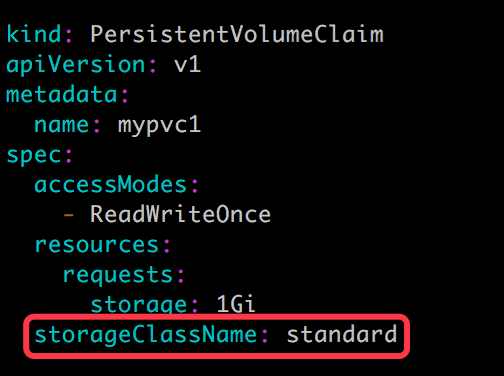 kind: PersistentVolumeClaim
apiVersion: v1
metadata:
  name: mypvc1
spec:
  accessModes:
    - ReadWriteOnce
  resources:
    requests:
      storage: 1Gi
  storageClassName: standard